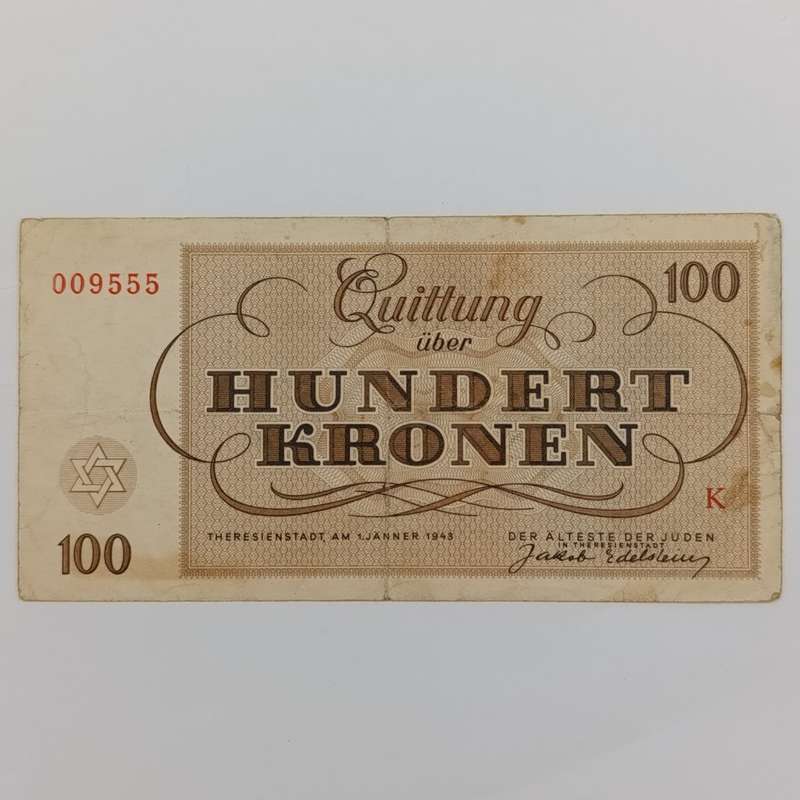 009555
Quittung
100
über
HUNDERT
KRONEN
K
THERESIENSTADT, AM 1. JÄNNER 1943
DER ÄLTESTE DER JUDEN
IN THERESIENSTADT
Jakob Edelstein
100